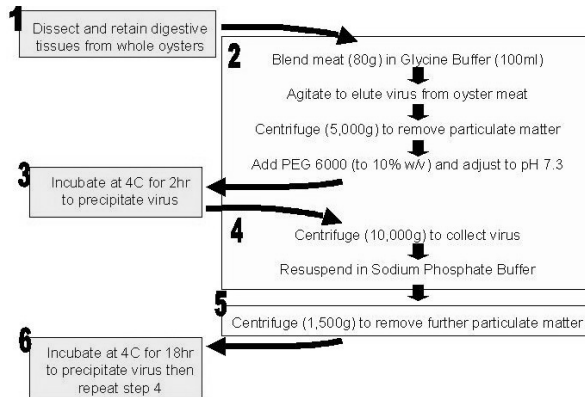 1
Dissect and retain digestive
tissues from whole oysters
2
Blend meat (80g) in Glycine Buffer (100ml)
Agitate to elute virus from oyster meat
Centrifuge (5,000g) to remove particulate matter
Add PEG 6000 (to 10% w/v) and adjust to pH 7.3
3
Incubate at 4C for 2hr
to precipitate virus
4
Centrifuge (10,000g) to collect virus
Resuspend in Sodium Phosphate Buffer
5
Centrifuge (1,500g) to remove further particulate matter
6
Incubate at 4C for 18hr
to precipitate virus then
repeat step 4